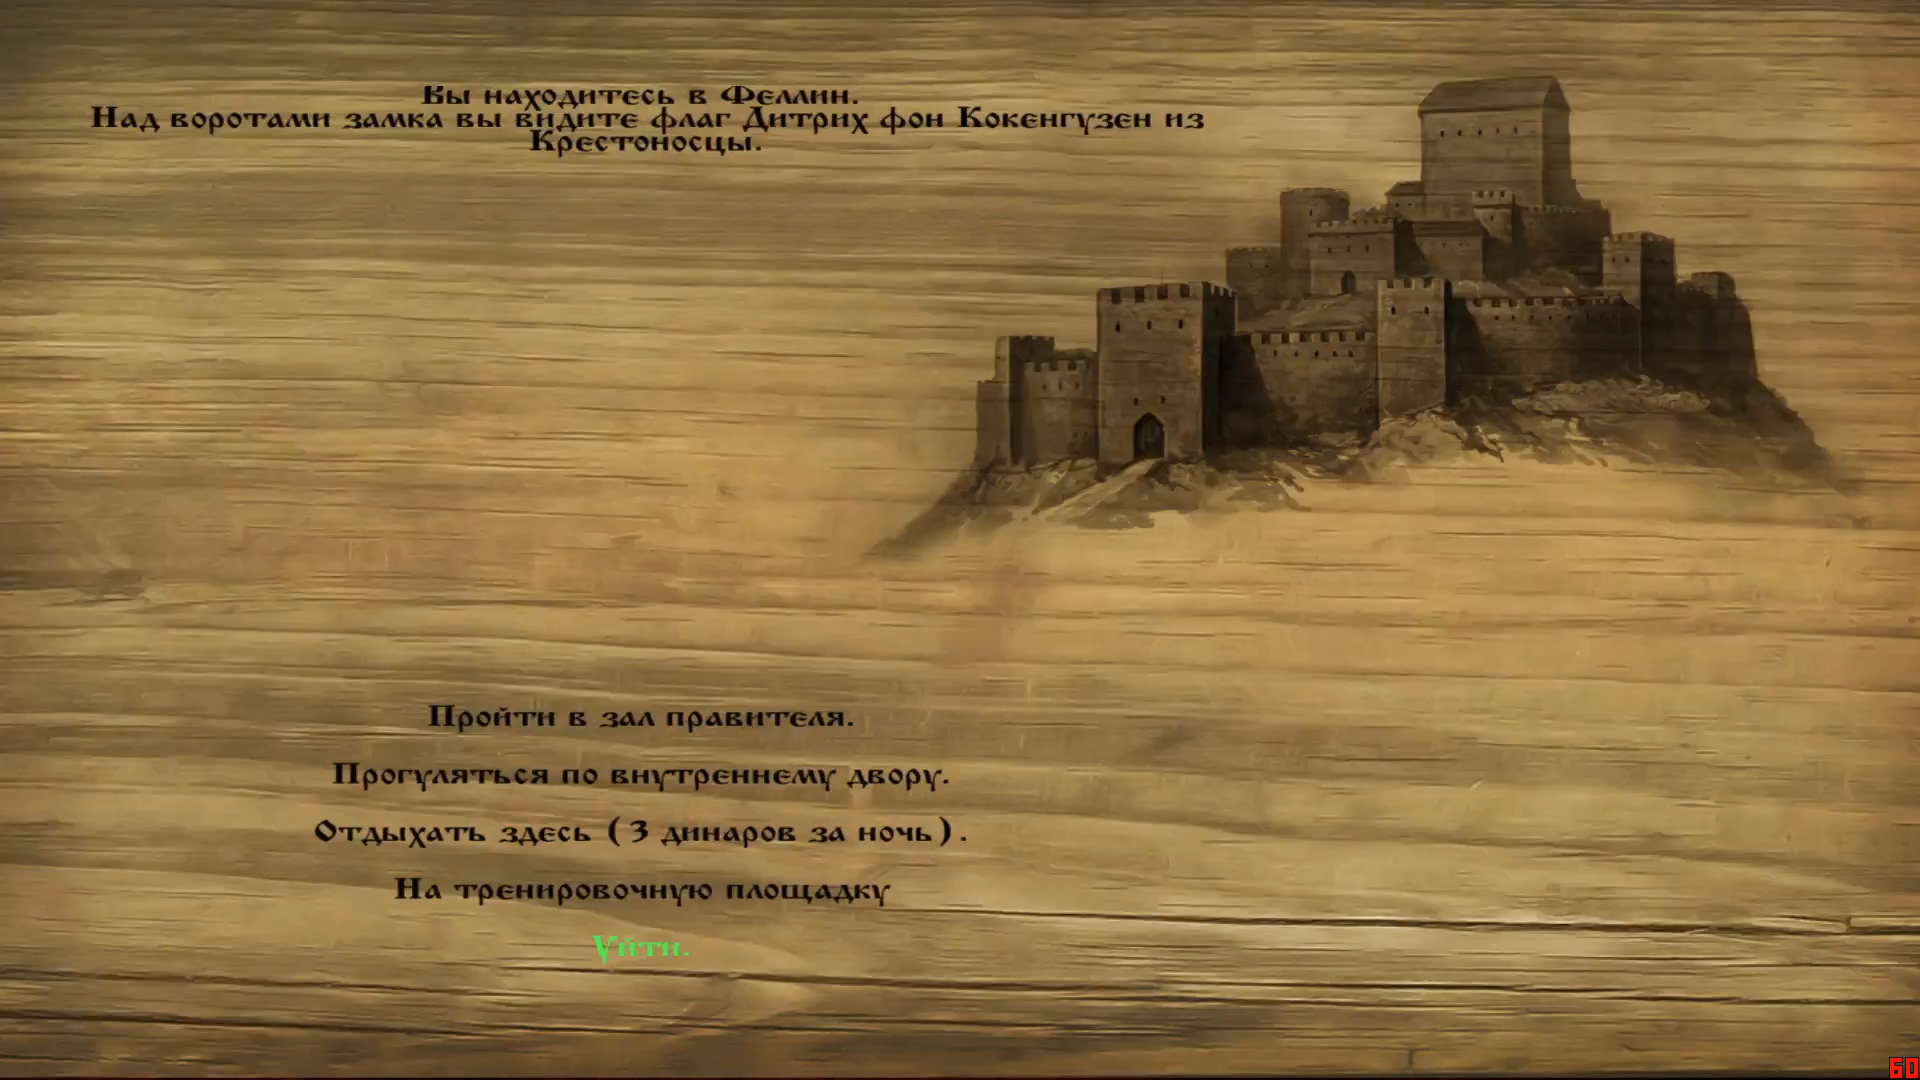 Вы находитесь в Феллин.
Над воротами замка вы видите флаг Дитрих фон Кокенгузен из
Крестоносцы.
Пройти в зал правителя.
Прогуляться по внутреннему двору.
Отдыхать здесь (3 динаров за ночь).
На тренировочную площадку
Уйти.
60